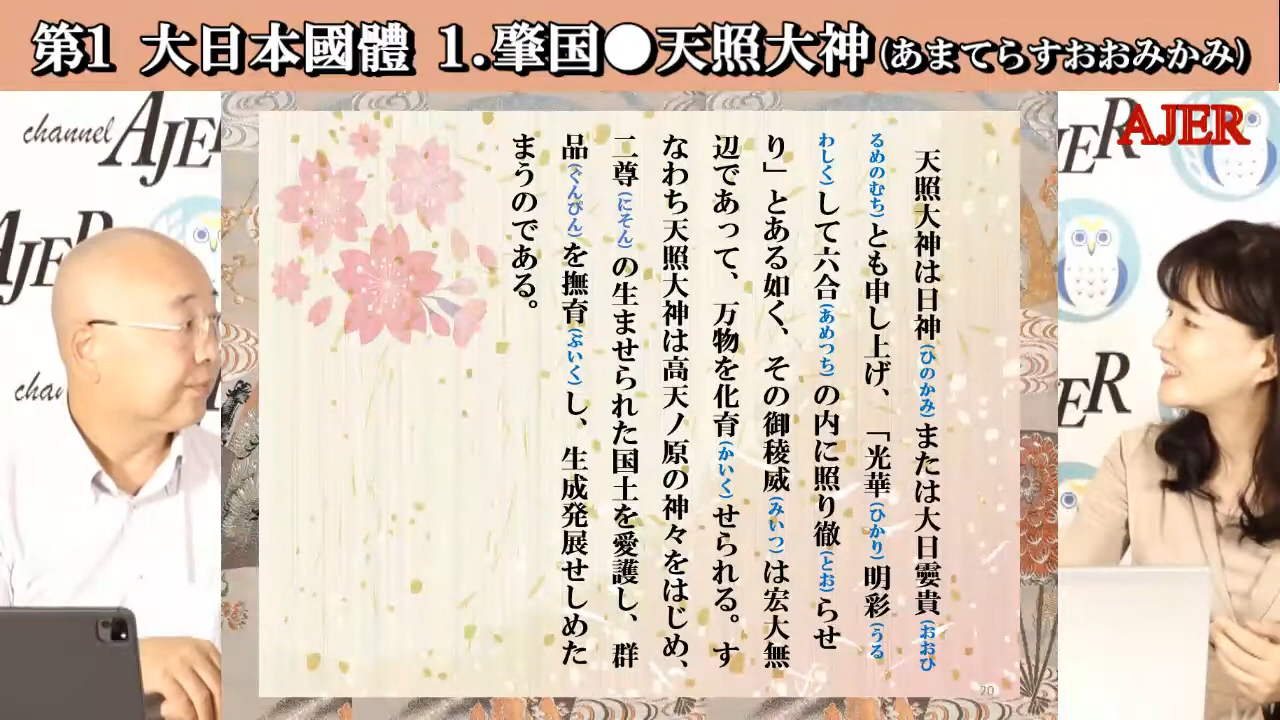 第1 大日本國體 1.肇国●天照大神(あまてらすおおみかみ)
channel AJER
AJER
AJER
chan
AJER
ER
天照大神は日神(ひのかみ)または大日孁貴(おおひ
るめのむち)とも申し上げ、「光華(ひかり)明彩(うる
わしく)して六合(あめつち)の内に照り徹(とお)らせ
り」とある如く、その御稜威(みいつ)は宏大無
辺であって、万物を化育(かいく)せられる。す
なわち天照大神は高天ノ原の神々をはじめ、
二尊(にそん)の生ませられた国土を愛護し、群
品(ぐんぴん)を撫育(ぶいく)し、生成発展せしめた
まうのである。
20